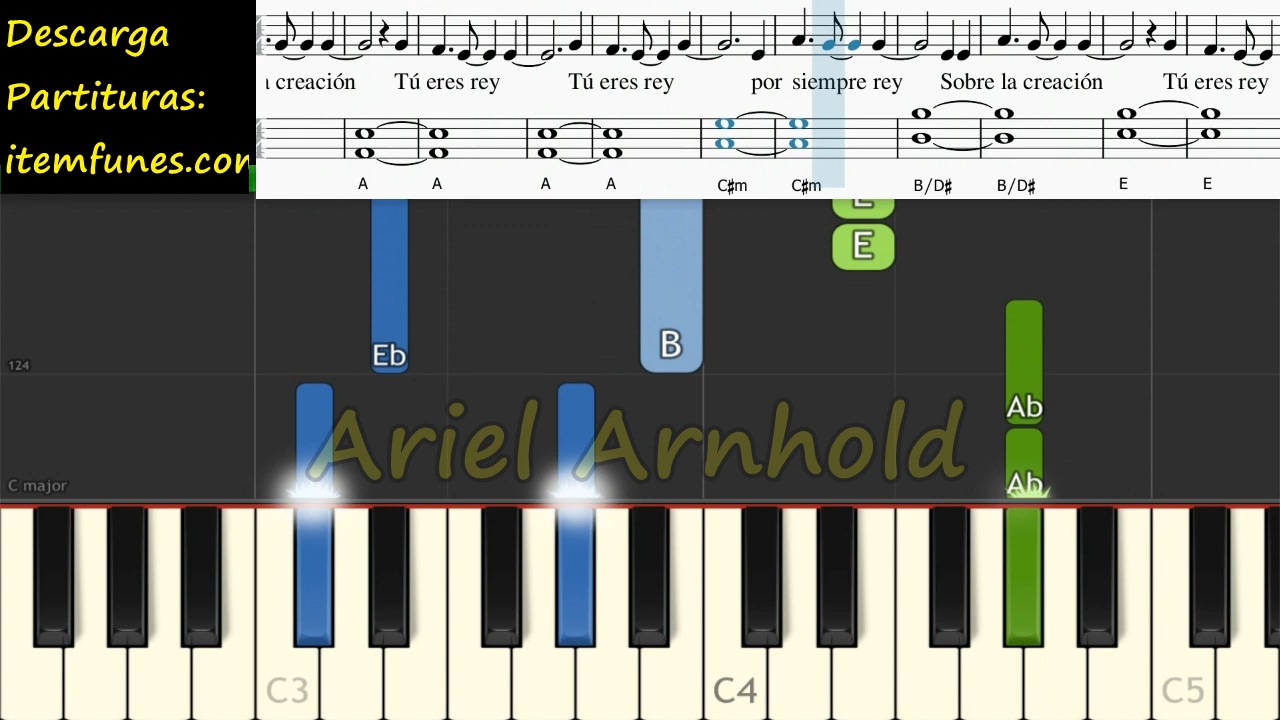 Descarga
Partituras:
itemfunes.com
creación Tú eres rey Tú eres rey por siempre rey Sobre la creación Tú eres rey
A A A A C♯m C♯m B/D♯ B/D♯ E E
E
E
Eb
B
124
Ab
Ariel Arnhold
Ab
C major
C3 C4 C5